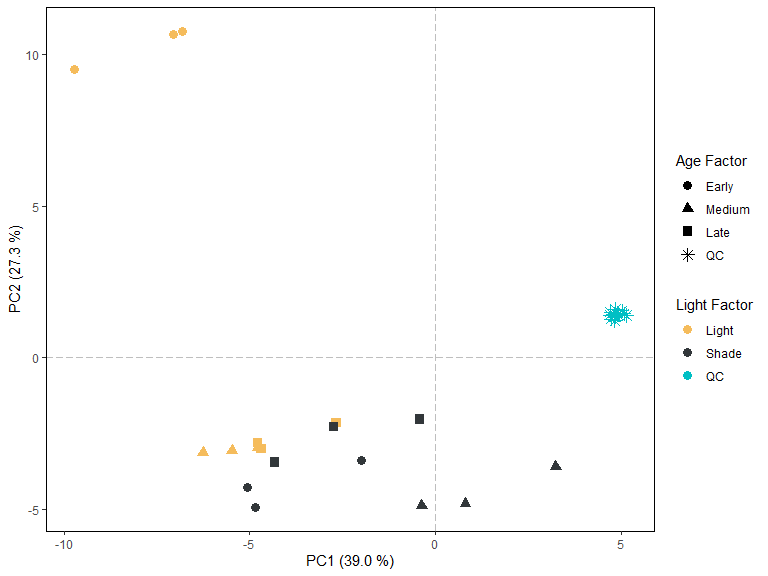 10
5
0
-5
-10
-5
0
5
PC2 (27.3 %)
PC1 (39.0 %)
Age Factor
Early
Medium
Late
QC
Light Factor
Light
Shade
QC